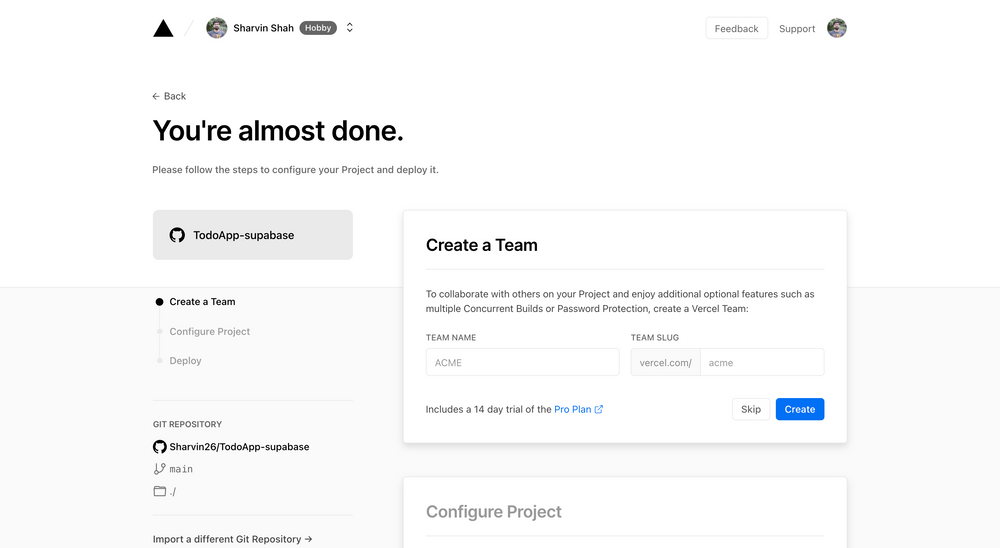 Sharvin Shah Hobby
Feedback Support
← Back
You're almost done.
Please follow the steps to configure your Project and deploy it.
TodoApp-supabase
Create a Team
Configure Project
Deploy
GIT REPOSITORY
Sharvin26/TodoApp-supabase
main
./
Import a different Git Repository →
Create a Team
To collaborate with others on your Project and enjoy additional optional features such as
multiple Concurrent Builds or Password Protection, create a Vercel Team:
TEAM NAME TEAM SLUG
ACME vercel.com/ acme
Includes a 14 day trial of the Pro Plan Skip Create
Configure Project